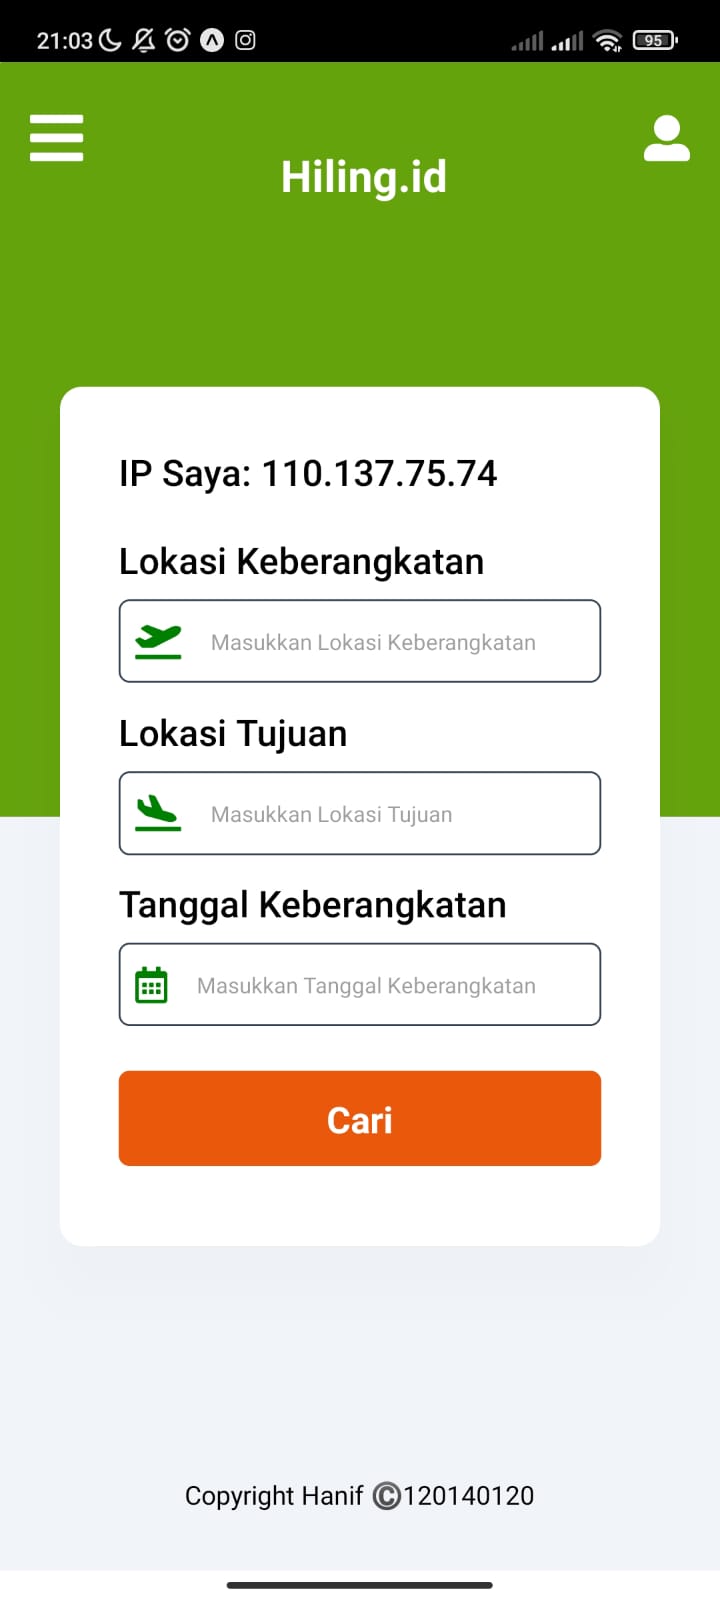 21:03
95
Hiling.id
IP Saya: 110.137.75.74
Lokasi Keberangkatan
Masukkan Lokasi Keberangkatan
Lokasi Tujuan
Masukkan Lokasi Tujuan
Tanggal Keberangkatan
Masukkan Tanggal Keberangkatan
Cari
Copyright Hanif ©120140120